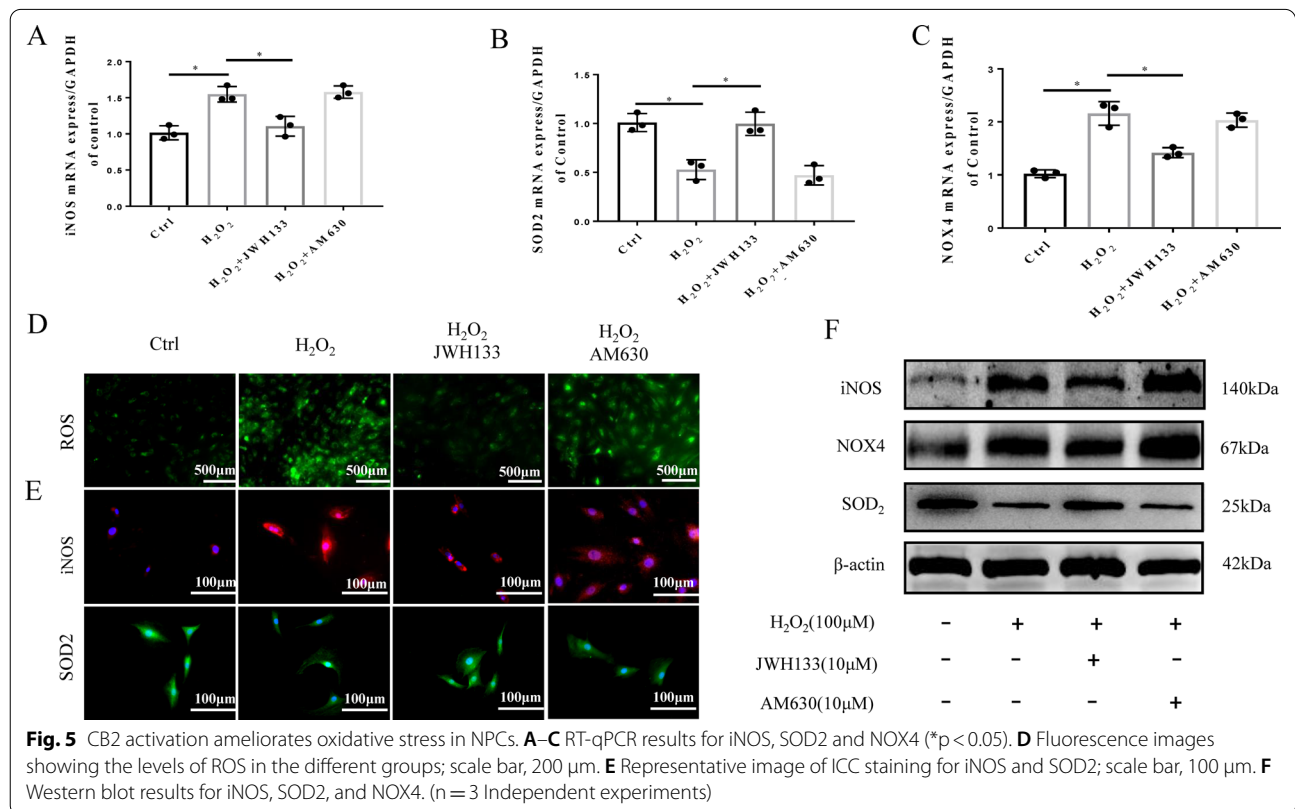 A
iNOS mRNA express/GAPDH
of control
2.0
1.5
1.0
0.5
0.0
*
*
Ctrl
H₂O₂
H₂O₂+JWH133
H₂O₂+AM630
B
SOD2 mRNA express/GAPDH
of Control
1.5
1.0
0.5
0.0
*
*
Ctrl
H₂O₂
H₂O₂+JWH133
H₂O₂+AM630
C
NOX4 mRNA express/GAPDH
of Control
3
2
1
0
*
*
Ctrl
H₂O₂
H₂O₂+JWH133
H₂O₂+AM630
D
Ctrl
H₂O₂
H₂O₂
JWH133
H₂O₂
AM630
ROS
500μm
500μm
500μm
500μm
E
iNOS
100μm
100μm
100μm
100μm
SOD2
100μm
100μm
100μm
100μm
F
iNOS
140kDa
NOX4
67kDa
SOD₂
25kDa
β-actin
42kDa
H₂O₂(100μM) − + + +
JWH133(10μM) − − + −
AM630(10μM) − − − +
Fig. 5 CB2 activation ameliorates oxidative stress in NPCs. A–C RT-qPCR results for iNOS, SOD2 and NOX4 (*p < 0.05). D Fluorescence images
showing the levels of ROS in the different groups; scale bar, 200 μm. E Representative image of ICC staining for iNOS and SOD2; scale bar, 100 μm. F
Western blot results for iNOS, SOD2, and NOX4. (n = 3 Independent experiments)